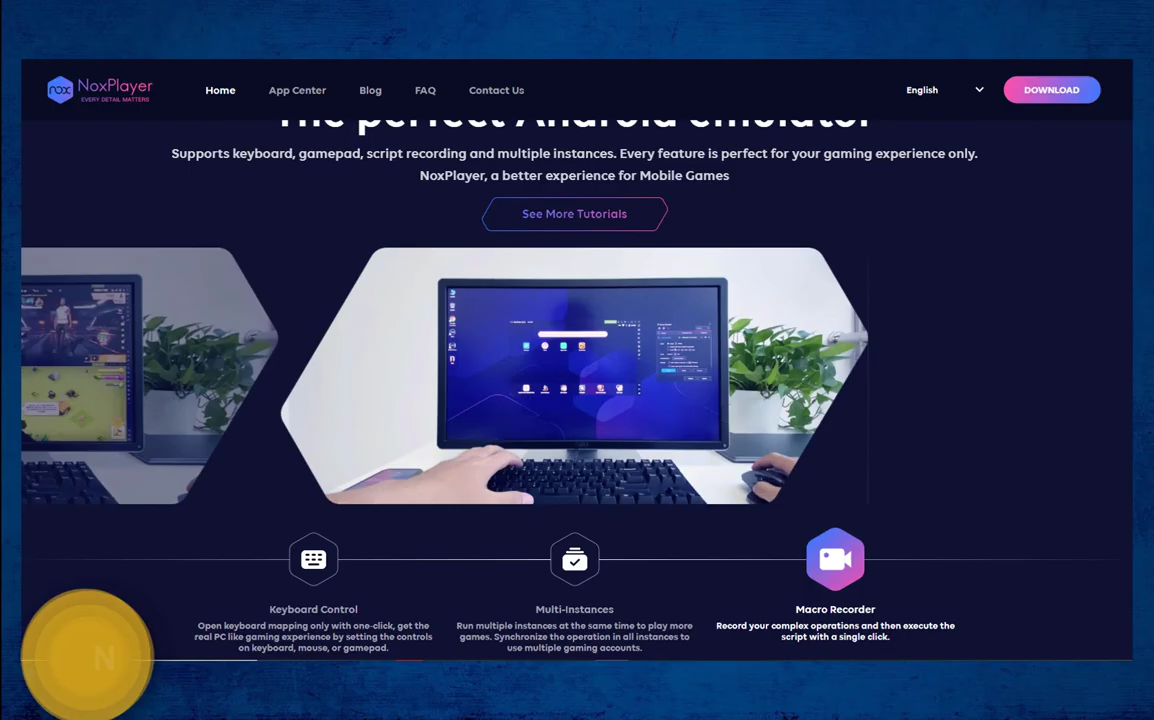 nox NoxPlayer
EVERY DETAIL MATTERS
Home
App Center
Blog
FAQ
Contact Us
English
DOWNLOAD
The perfect Android emulator
Supports keyboard, gamepad, script recording and multiple instances. Every feature is perfect for your gaming experience only.
NoxPlayer, a better experience for Mobile Games
See More Tutorials
Keyboard Control
Open keyboard mapping only with one-click, get the
real PC like gaming experience by setting the controls
on keyboard, mouse, or gamepad.
Multi-Instances
Run multiple instances at the same time to play more
games. Synchronize the operation in all instances to
use multiple gaming accounts.
Macro Recorder
Record your complex operations and then execute the
script with a single click.
N